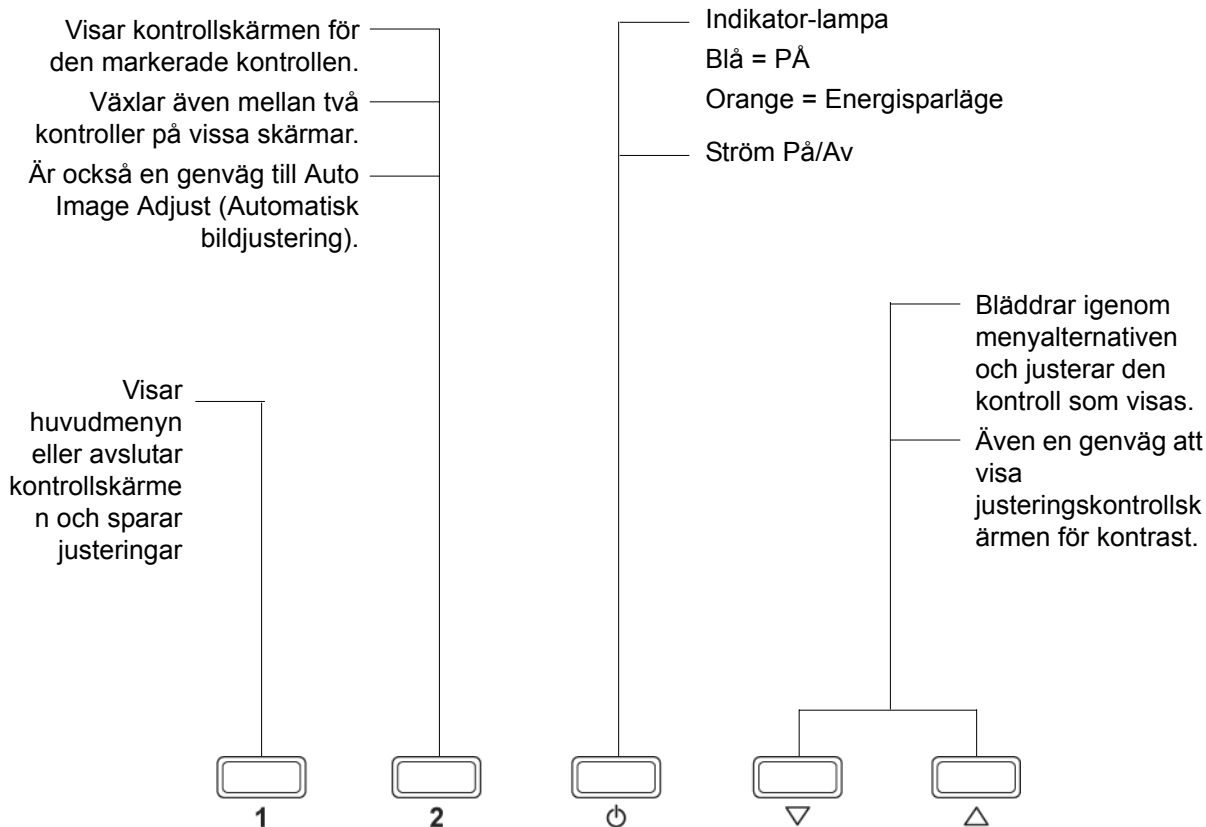 Visar kontrollskärmen för
den markerade kontrollen.
Växlar även mellan två
kontroller på vissa skärmar.
Är också en genväg till Auto
Image Adjust (Automatisk
bildjustering).
Indikator-lampa
Blå = PÅ
Orange = Energisparläge
Ström På/Av
Visar
huvudmenyn
eller avslutar
kontrollskärme
n och sparar
justeringar
Bläddrar igenom
menyalternativen
och justerar den
kontroll som visas.
Även en genväg att
visa
justeringskontrollsk
ärmen för kontrast.
1
2